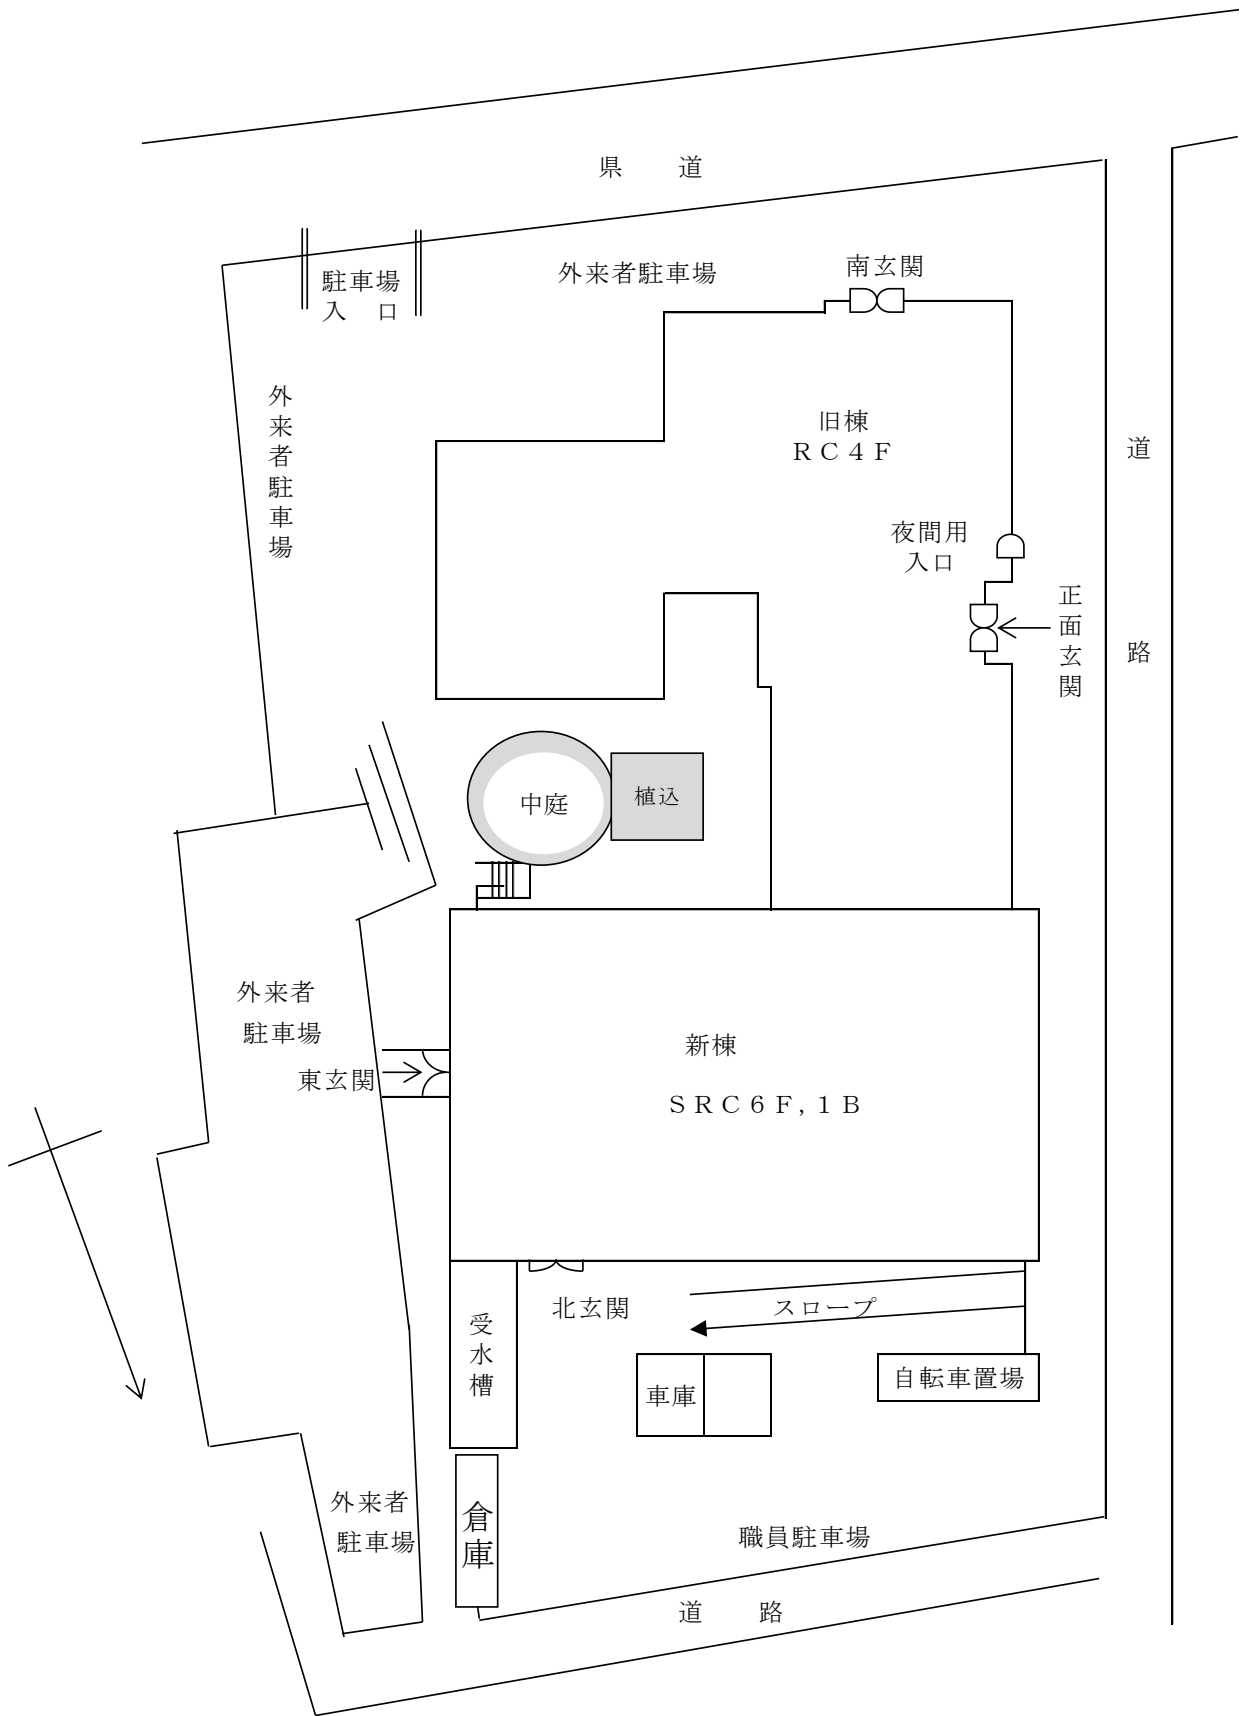 県　道
南玄関
外来者駐車場
駐車場
入　口
外来者駐車場
旧棟
ＲＣ４Ｆ
道　路
夜間用
入口
正面玄関
中庭
植込
外来者
駐車場
新棟
東玄関
ＳＲＣ６Ｆ，１Ｂ
北玄関
スロープ
受水槽
車庫
自転車置場
外来者
駐車場
倉庫
職員駐車場
道　路